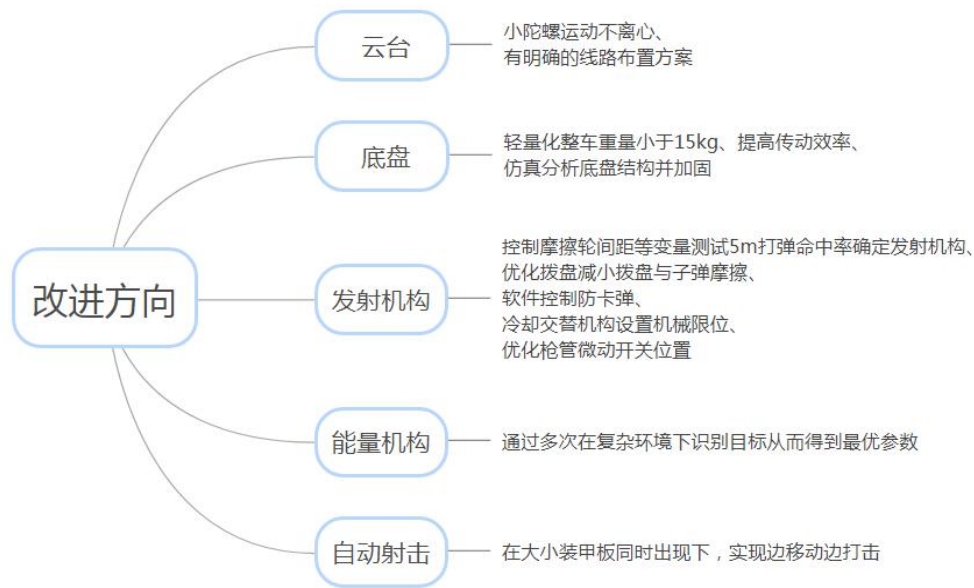 改进方向
云台
小陀螺运动不离心、
有明确的线路布置方案
底盘
轻量化整车重量小于15kg、提高传动效率、
仿真分析底盘结构并加固
发射机构
控制摩擦轮间距等变量测试5m打弹命中率确定发射机构、
优化拨盘减小拨盘与子弹摩擦、
软件控制防卡弹、
冷却交替机构设置机械限位、
优化枪管微动开关位置
能量机构
通过多次在复杂环境下识别目标从而得到最优参数
自动射击
在大小装甲板同时出现下，实现边移动边打击